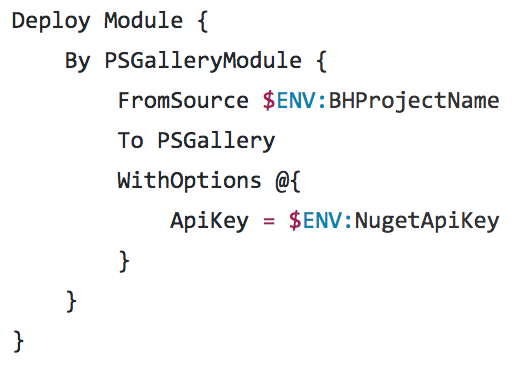 Deploy Module {
    By PSGalleryModule {
        FromSource $ENV:BHProjectName
        To PSGallery
        WithOptions @{
            ApiKey = $ENV:NugetApiKey
        }
    }
}